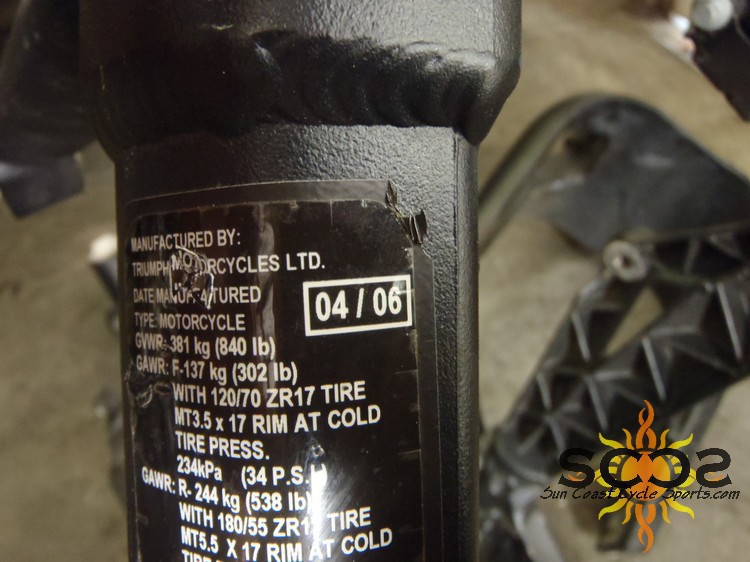 MANUFACTURED BY:
TRIUMPH MOTORCYCLES LTD.
DATE MANUFACTURED
04 / 06
TYPE: MOTORCYCLE
GVWR- 381 kg (840 lb)
GAWR: F-137 kg (302 lb)
WITH 120/70 ZR17 TIRE
MT3.5 x 17 RIM AT COLD
TIRE PRESS.
234kPa (34 P.S.I.)
GAWR: R- 244 kg (538 lb)
WITH 180/55 ZR17 TIRE
MT5.5 X 17 RIM AT COLD
SCCS
Sun Coast Cycle Sports.com